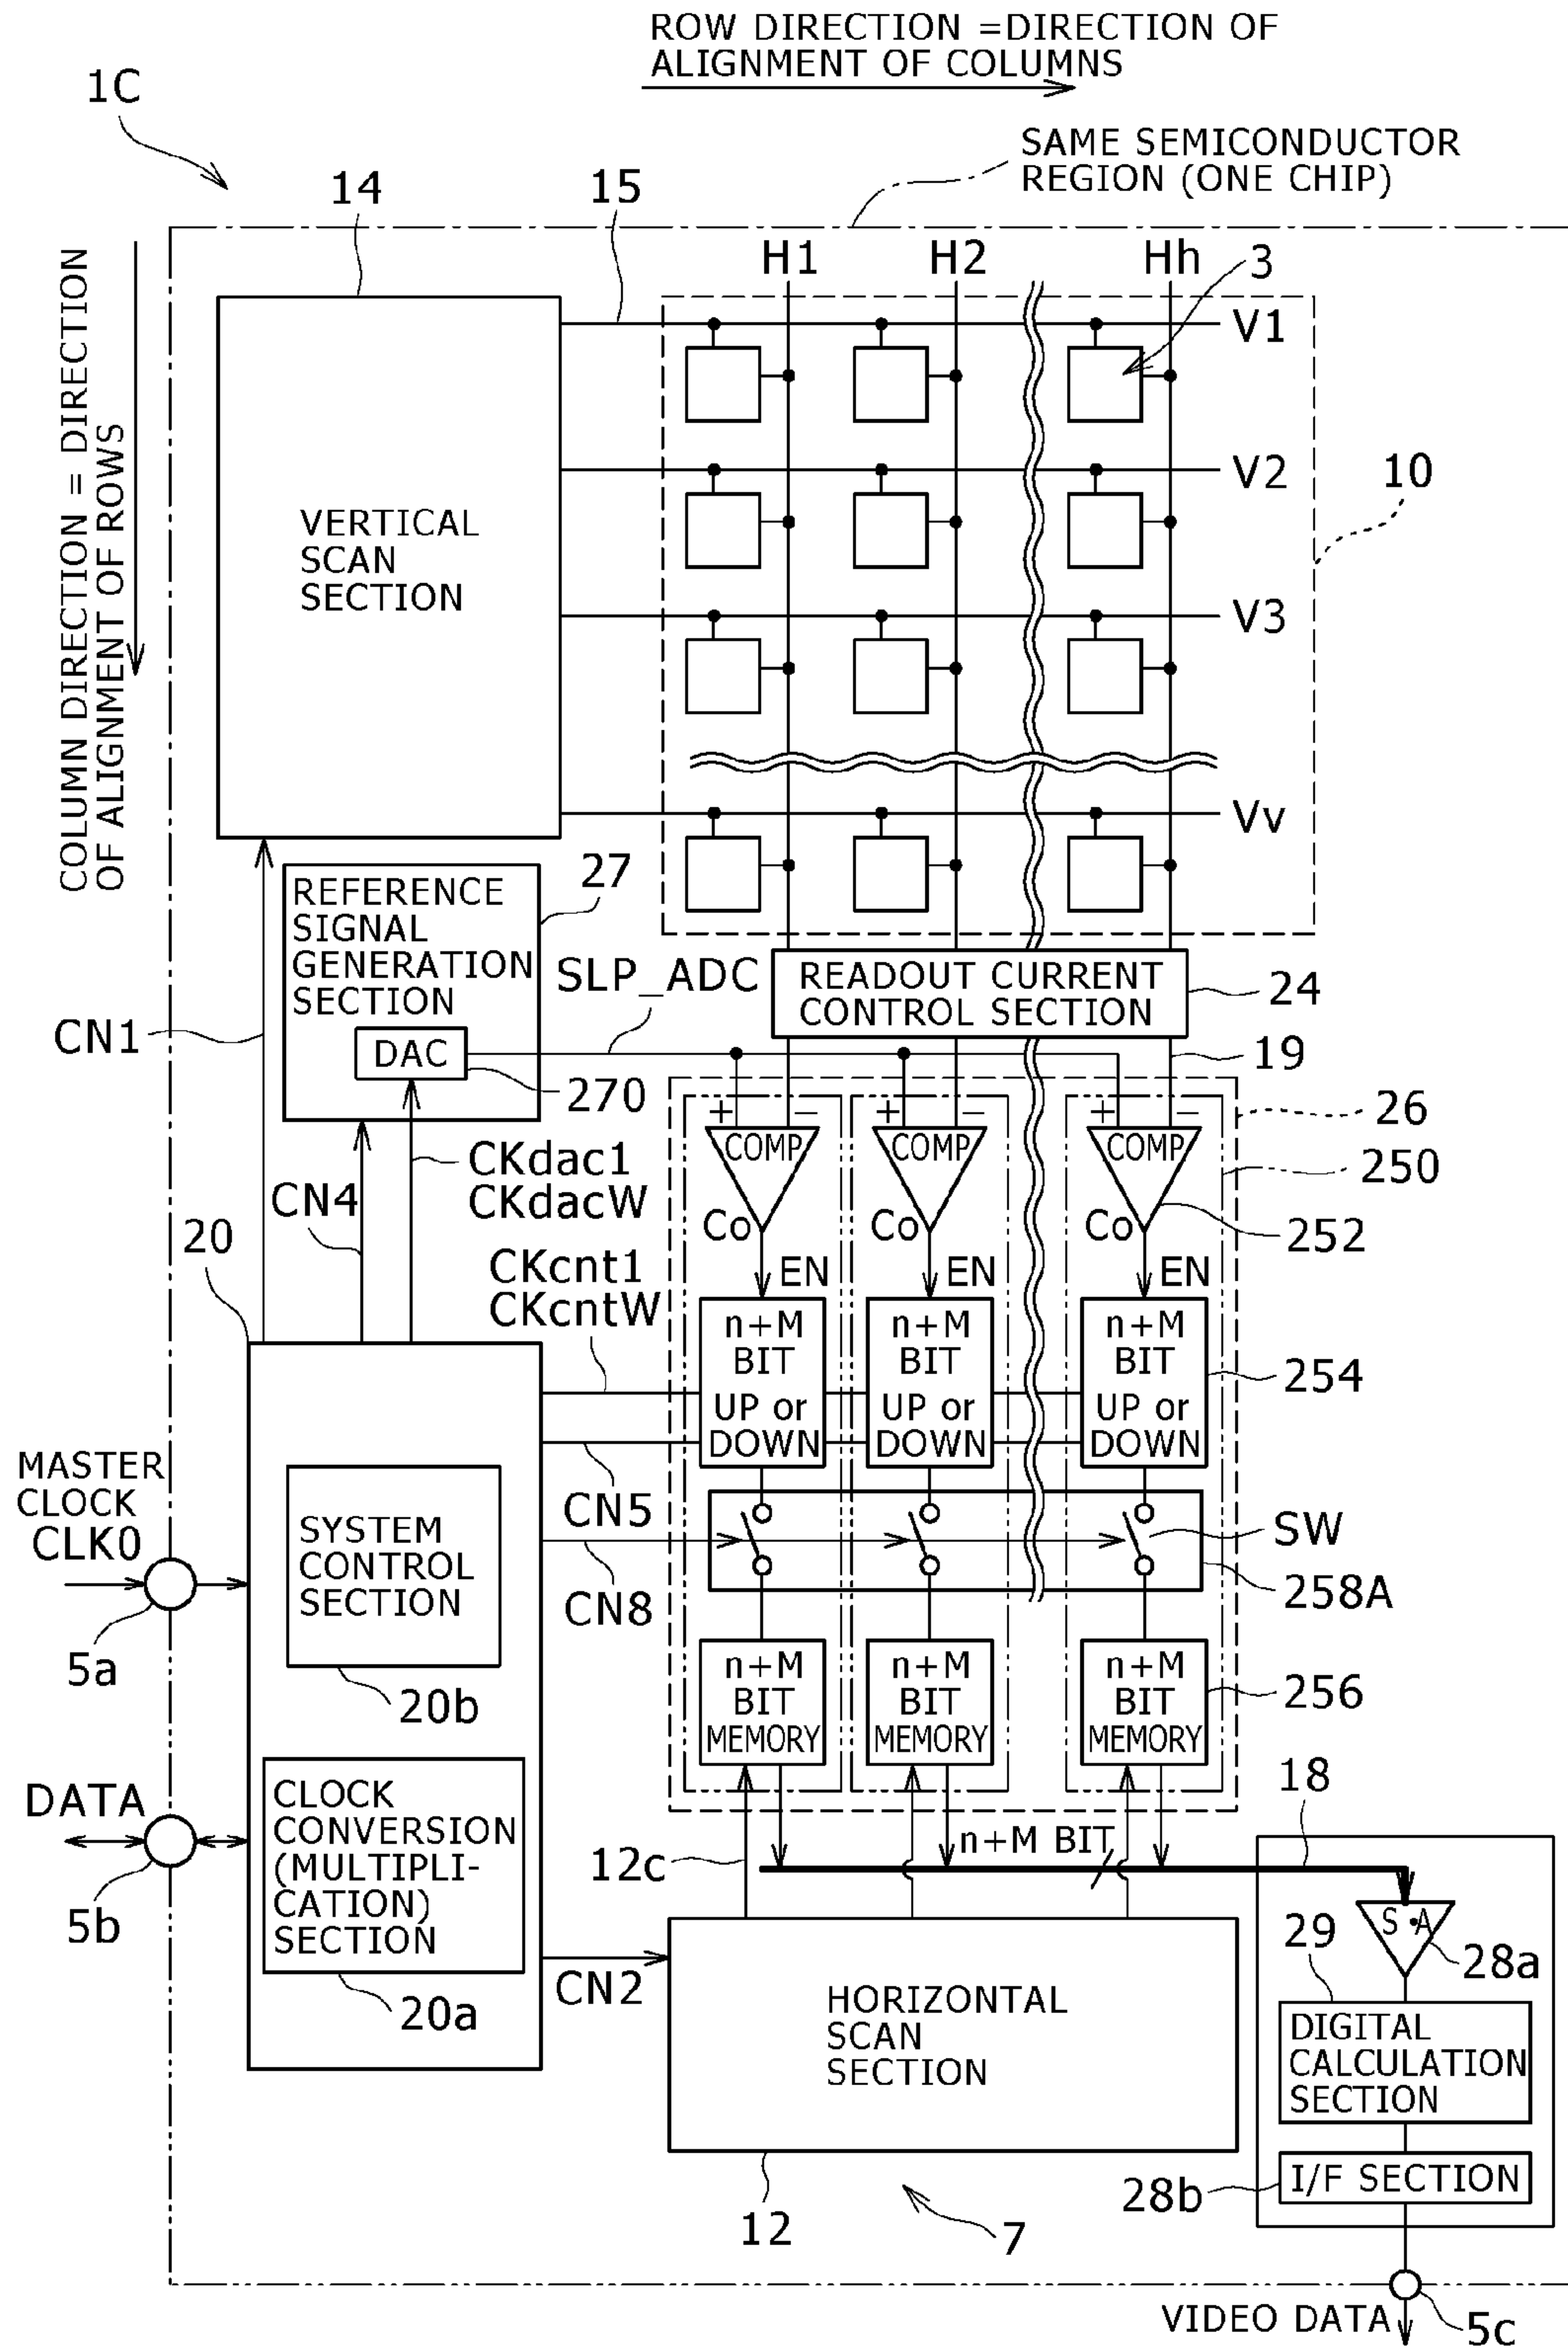 ROW DIRECTION =DIRECTION OF
ALIGNMENT OF COLUMNS
1C
SAME SEMICONDUCTOR
REGION (ONE CHIP)
14
15
H1
H2
Hh
3
V1
COLUMN DIRECTION = DIRECTION
OF ALIGNMENT OF ROWS
VERTICAL
SCAN
SECTION
V2
10
V3
Vv
REFERENCE
SIGNAL
GENERATION
SECTION
27
SLP_ADC
READOUT CURRENT
CONTROL SECTION
24
CN1
DAC
270
19
26
+
−
+
−
+
−
COMP
COMP
COMP
250
CKdac1
CKdacW
CN4
Co
Co
Co
252
20
CKcnt1
CKcntW
EN
EN
EN
n+M
BIT
UP or
DOWN
n+M
BIT
UP or
DOWN
n+M
BIT
UP or
DOWN
254
MASTER
CLOCK
CLK0
5a
SYSTEM
CONTROL
SECTION
20b
CN5
CN8
SW
258A
n+M
BIT
MEMORY
n+M
BIT
MEMORY
n+M
BIT
MEMORY
256
DATA
5b
CLOCK
CONVERSION
(MULTIPLI-
CATION)
SECTION
20a
18
n+M BIT
12c
CN2
HORIZONTAL
SCAN
SECTION
12
7
S•A
28a
29
DIGITAL
CALCULATION
SECTION
28b
I/F SECTION
VIDEO DATA
5c